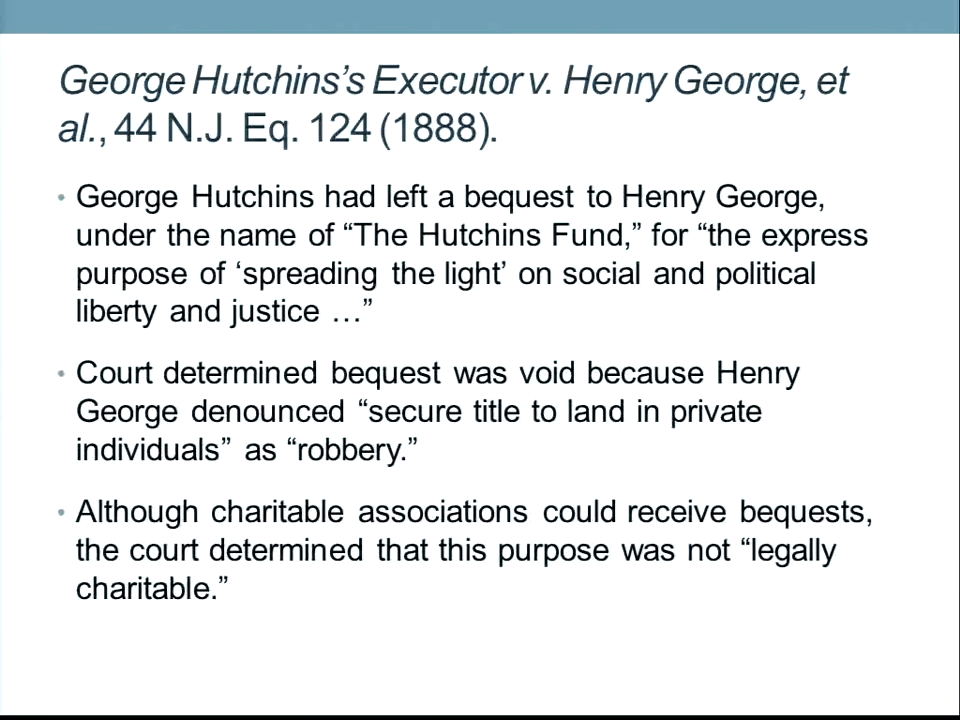 George Hutchins’s Executor v. Henry George, et
al., 44 N.J. Eq. 124 (1888).
• George Hutchins had left a bequest to Henry George,
under the name of “The Hutchins Fund,” for “the express
purpose of ‘spreading the light’ on social and political
liberty and justice …”
• Court determined bequest was void because Henry
George denounced “secure title to land in private
individuals” as “robbery.”
• Although charitable associations could receive bequests,
the court determined that this purpose was not “legally
charitable.”